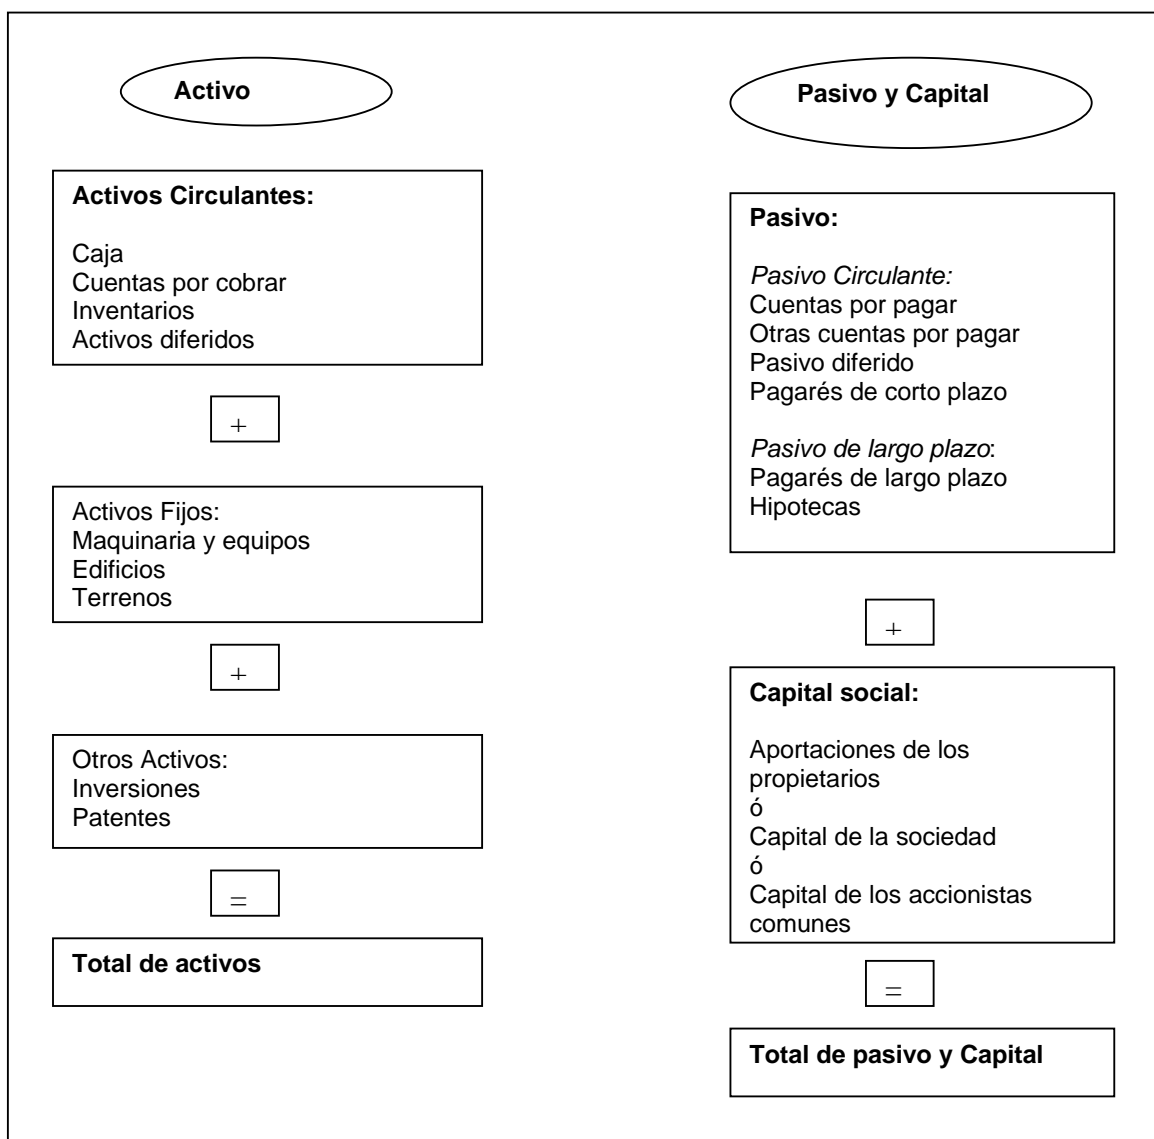 Activo
Activos Circulantes:
Caja
Cuentas por cobrar
Inventarios
Activos diferidos
+
Activos Fijos:
Maquinaria y equipos
Edificios
Terrenos
+
Otros Activos:
Inversiones
Patentes
=
Total de activos
Pasivo y Capital
Pasivo:
Pasivo Circulante:
Cuentas por pagar
Otras cuentas por pagar
Pasivo diferido
Pagarés de corto plazo
Pasivo de largo plazo:
Pagarés de largo plazo
Hipotecas
+
Capital social:
Aportaciones de los
propietarios
ó
Capital de la sociedad
ó
Capital de los accionistas
comunes
=
Total de pasivo y Capital